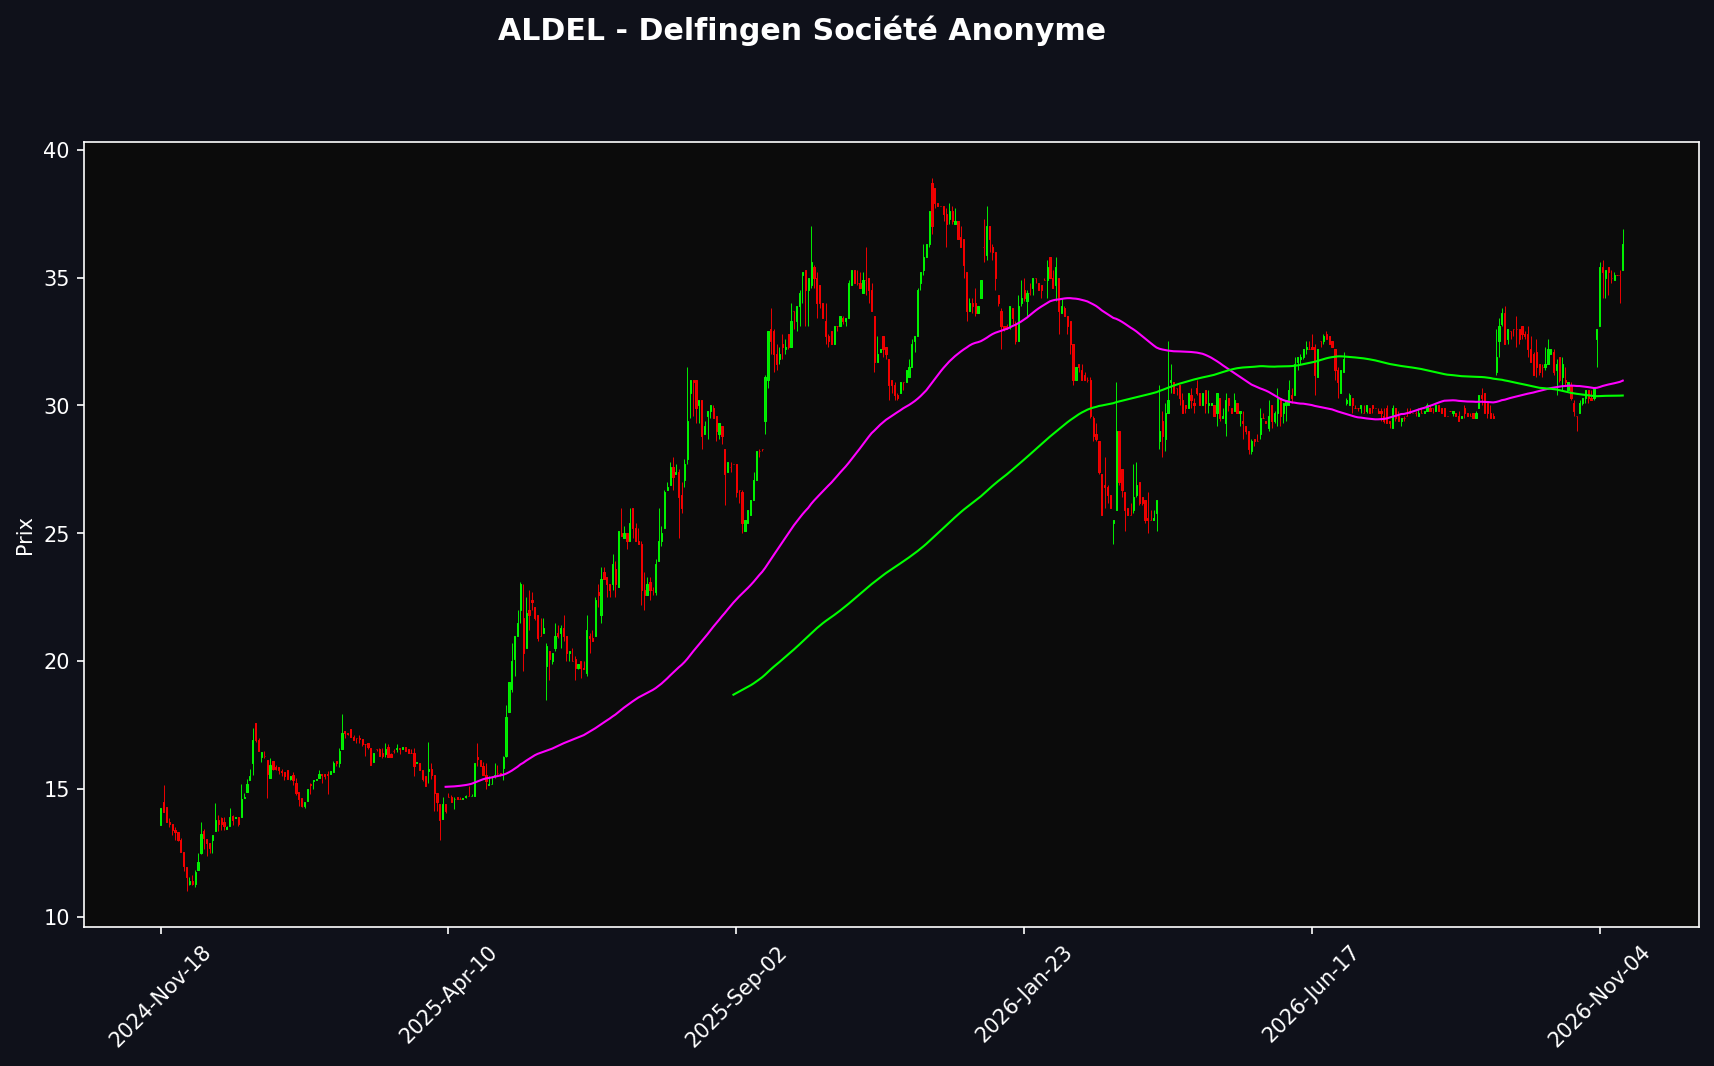 ALDEL - Delfingen Société Anonyme
Prix
40
35
30
25
20
15
10
2024-Nov-18
2025-Apr-10
2025-Sep-02
2026-Jan-23
2026-Jun-17
2026-Nov-04